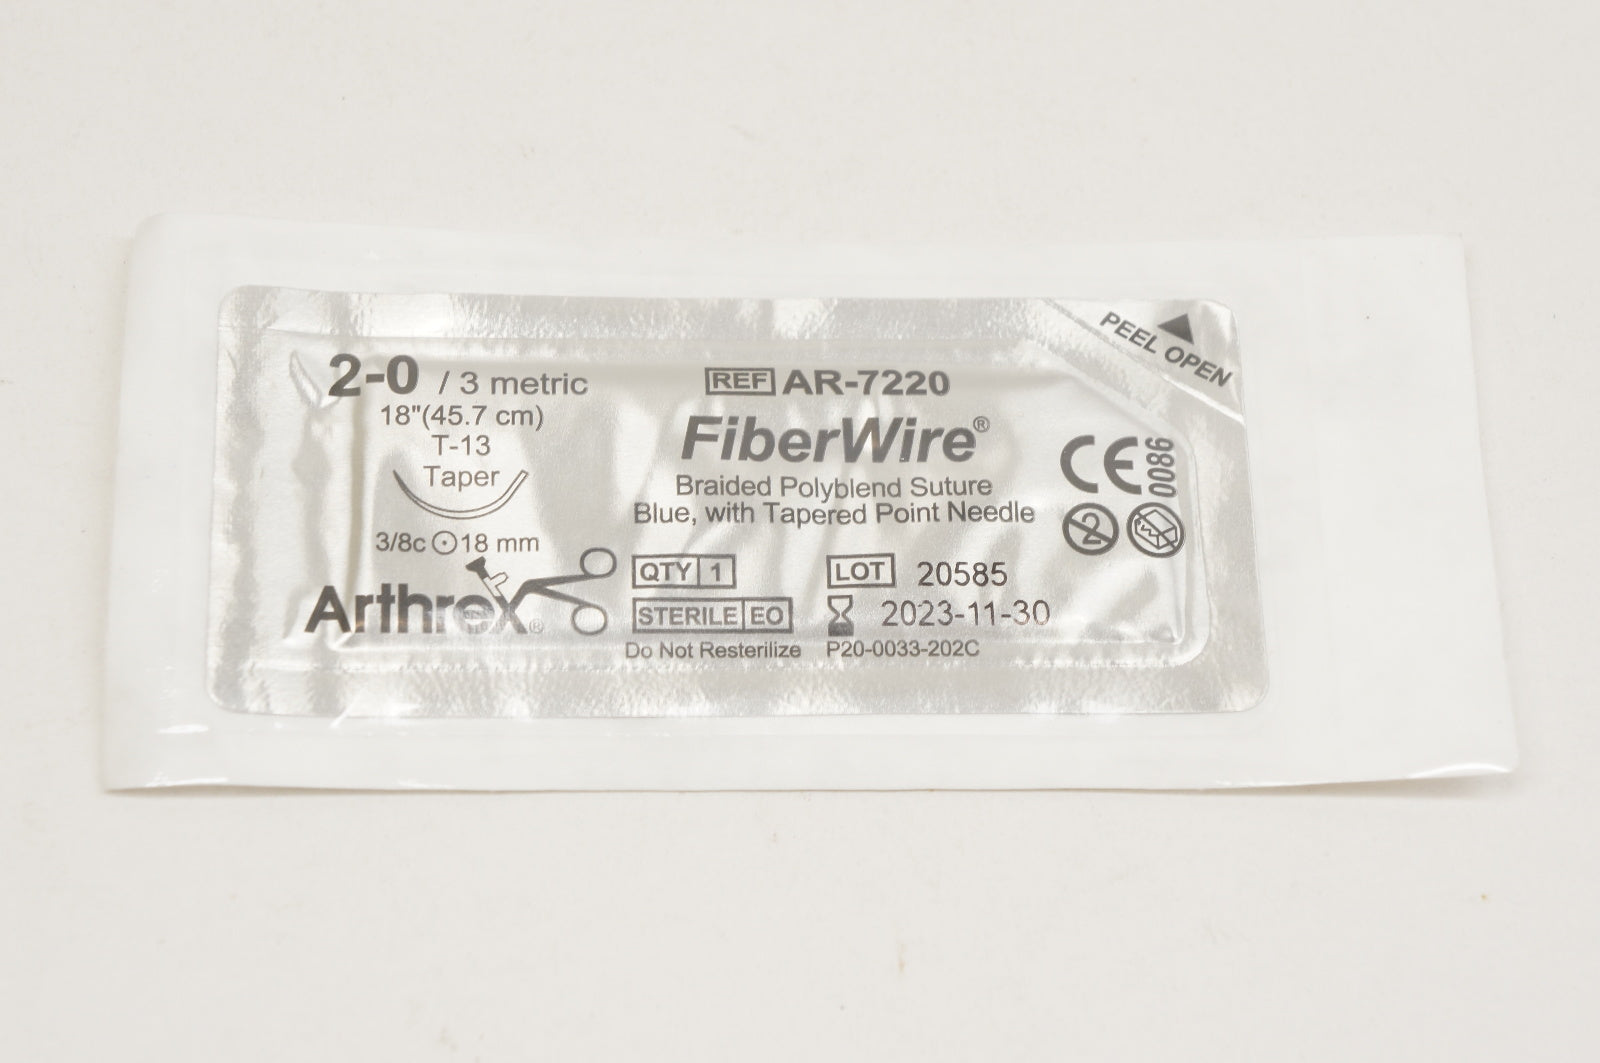 PEEL OPEN
2-0 / 3 metric
18"(45.7 cm)
T-13
Taper
3/8c 18 mm
Arthrex®
REF AR-7220
FiberWire®
Braided Polyblend Suture
Blue, with Tapered Point Needle
QTY 1
STERILE EO
Do Not Resterilize
LOT 20585
2023-11-30
P20-0033-202C
CE 0086
2